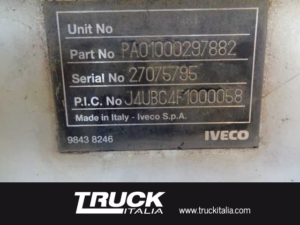 Unit No
Part No PA01000297882
Serial No 27075795
P.I.C. No J4UBC4F1000058
Made in Italy - Iveco S.p.A.
9843 8246 IVECO
TRUCK
ITALIA
www.truckitalia.com